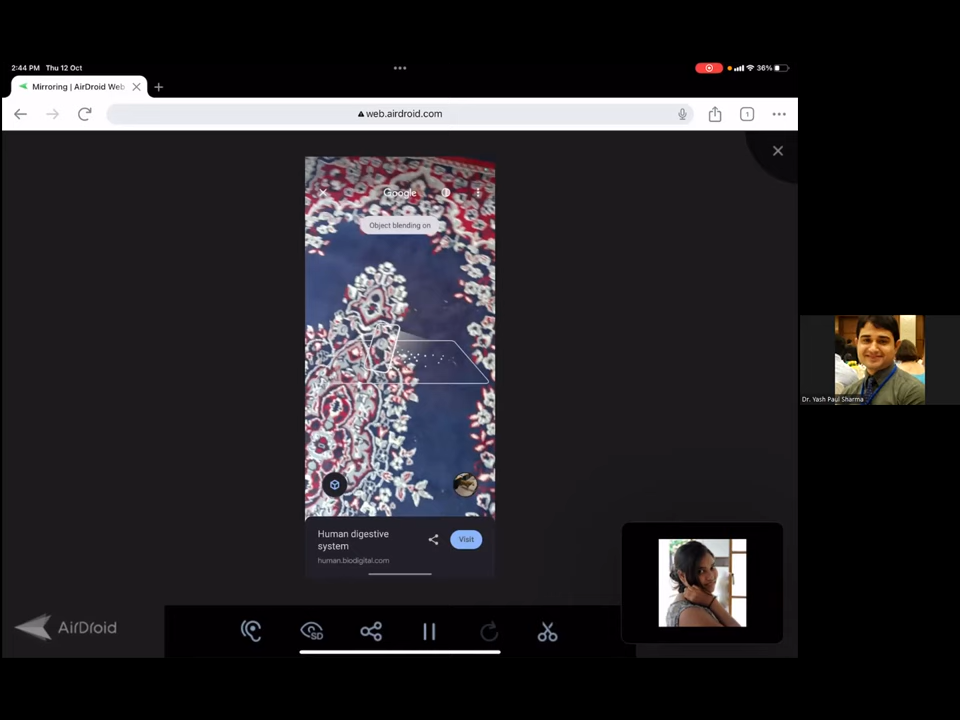 2:44 PM Thu 12 Oct
36%
Mirroring | AirDroid Web
web.airdroid.com
Google
Object blending on
Human digestive
system
Visit
human.biodigital.com
AirDroid
SD
Dr. Yash Paul Sharma